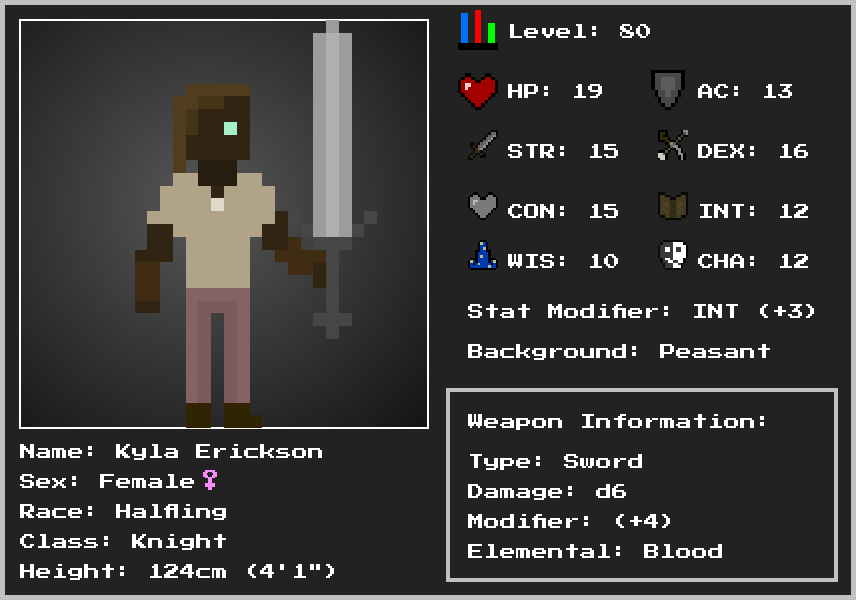 Level: 80
HP: 19 AC: 13
STR: 15 DEX: 16
CON: 15 INT: 12
WIS: 10 CHA: 12
Stat Modifier: INT (+3)
Background: Peasant
Weapon Information:
Type: Sword
Damage: d6
Modifier: (+4)
Elemental: Blood
Name: Kyla Erickson
Sex: Female♀
Race: Halfling
Class: Knight
Height: 124cm (4'1")